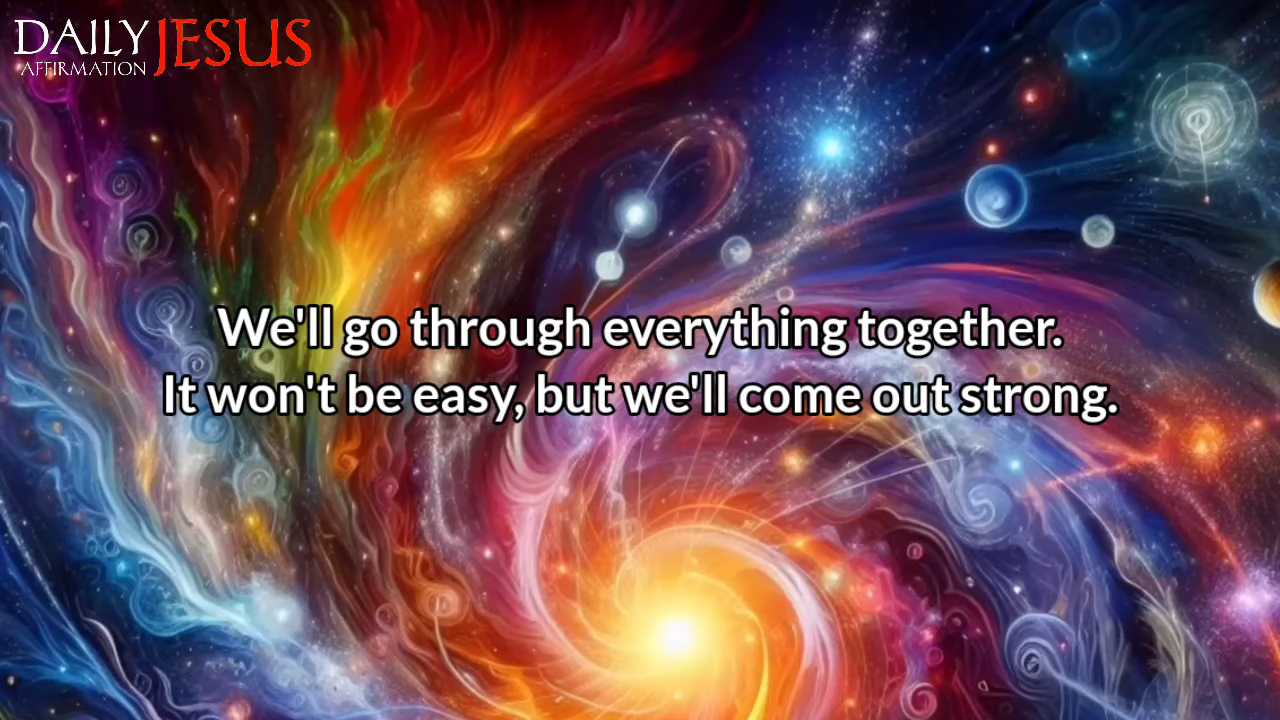 DAILY JESUS
AFFIRMATION
We'll go through everything together.
It won't be easy, but we'll come out strong.